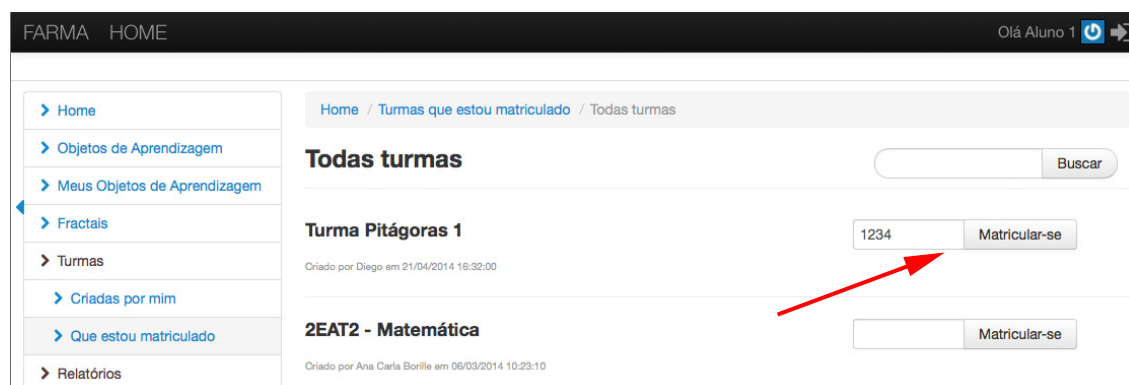 FARMA HOME Olá Aluno 1
Home
Objetos de Aprendizagem
Meus Objetos de Aprendizagem
Fractais
Turmas
Criadas por mim
Que estou matriculado
Relatórios
Home / Turmas que estou matriculado / Todas turmas
Todas turmas
Buscar
Turma Pitágoras 1
1234 Matricular-se
Criado por Diego em 21/04/2014 16:32:00
2EAT2 - Matemática
Matricular-se
Criado por Ana Carla Borille em 06/03/2014 10:23:10